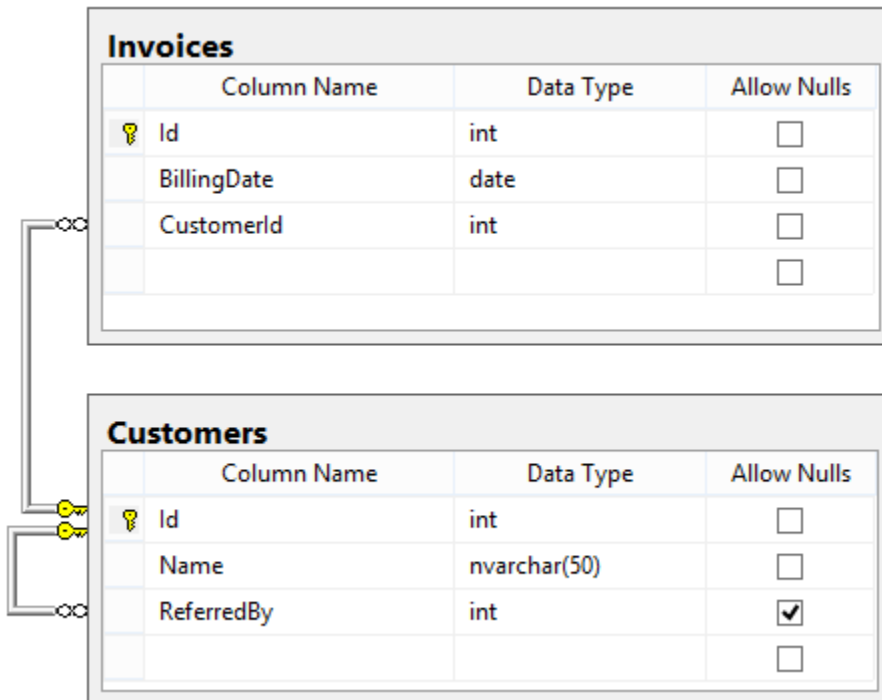 Invoices
Column Name Data Type Allow Nulls
Id int
BillingDate date
CustomerId int
Customers
Column Name Data Type Allow Nulls
Id int
Name nvarchar(50)
ReferredBy int